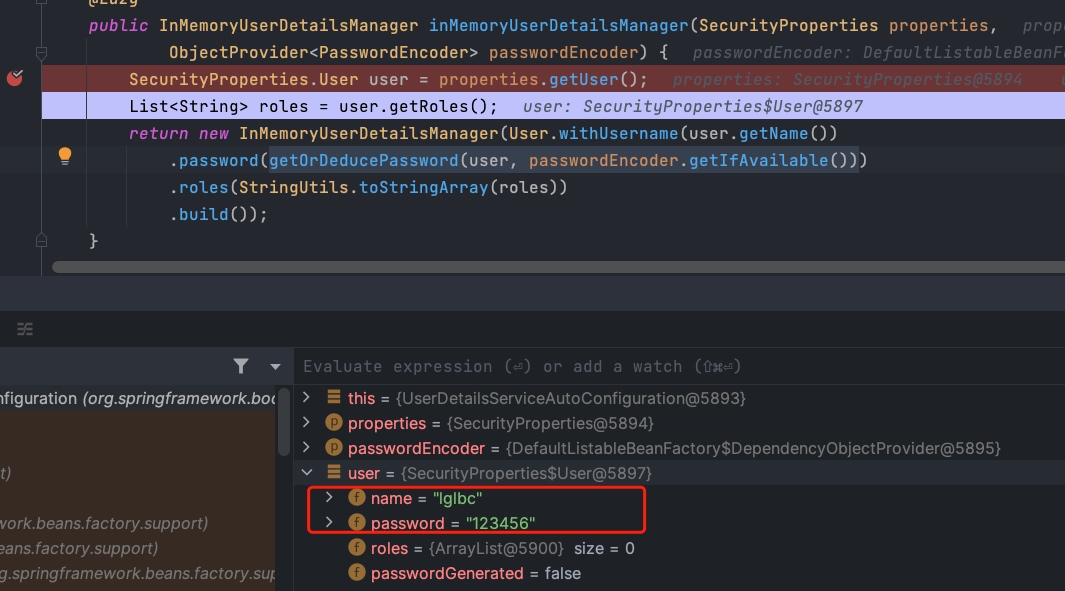 @Lazy
public InMemoryUserDetailsManager inMemoryUserDetailsManager(SecurityProperties properties, prop
ObjectProvider<PasswordEncoder> passwordEncoder) { passwordEncoder: DefaultListableBeanF
SecurityProperties.User user = properties.getUser(); properties: SecurityProperties@5894 u
List<String> roles = user.getRoles(); user: SecurityProperties$User@5897
return new InMemoryUserDetailsManager(User.withUsername(user.getName())
.password(getOrDeducePassword(user, passwordEncoder.getIfAvailable()))
.roles(StringUtils.toStringArray(roles))
.build());
}
Evaluate expression (⏎) or add a watch (⇧⌘⏎)
nfiguration (org.springframework.boo
t)
work.beans.factory.support)
eans.factory.support)
g.springframework.beans.factory.sup
this = {UserDetailsServiceAutoConfiguration@5893}
p properties = {SecurityProperties@5894}
p passwordEncoder = {DefaultListableBeanFactory$DependencyObjectProvider@5895}
user = {SecurityProperties$User@5897}
f name = "lglbc"
f password = "123456"
f roles = {ArrayList@5900} size = 0
f passwordGenerated = false